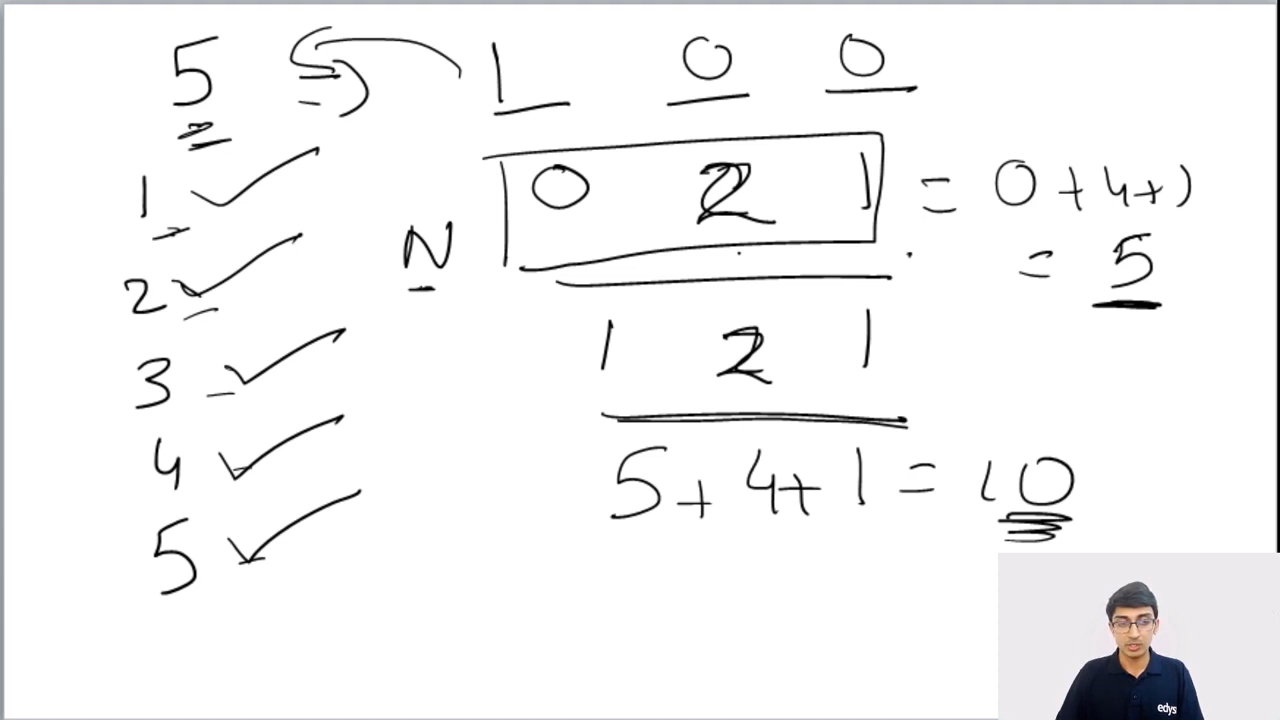 5 => 1 0 0
1 ✓
0 2 1 = 0 + 4 + 1
N
= 5
2 ✓
1 2 1
3 ✓
4 ✓
5 + 4 + 1 = 10
5 ✓
edys